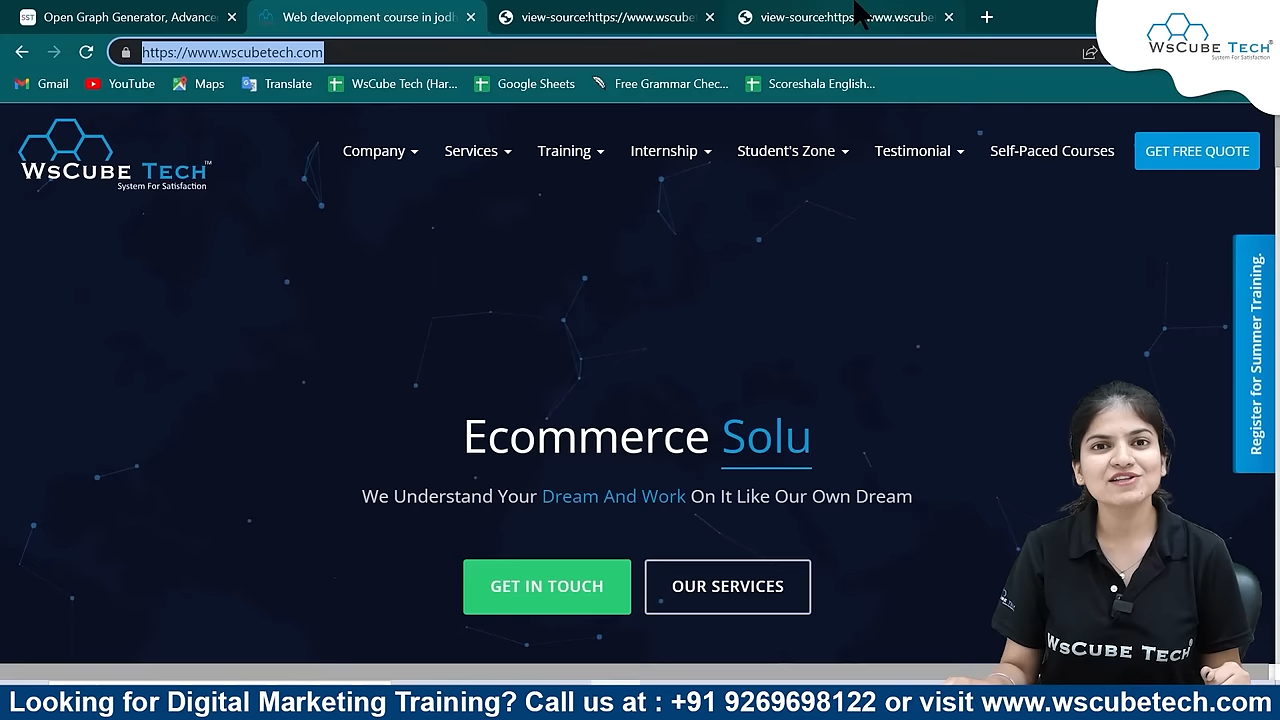 Open Graph Generator, Advance
Web development course in jodh
view-source:https://www.wscube
view-source:https://www.wscube
https://www.wscubetech.com
WsCube Tech®
System For Satisfaction
Gmail
YouTube
Maps
Translate
WsCube Tech (Har...
Google Sheets
Free Grammar Chec...
Scoreshala English...
WsCube Tech™
System For Satisfaction
Company
Services
Training
Internship
Student's Zone
Testimonial
Self-Paced Courses
GET FREE QUOTE
Register for Summer Training.
Ecommerce Solu
We Understand Your Dream And Work On It Like Our Own Dream
GET IN TOUCH
OUR SERVICES
WsCube Tech®
Looking for Digital Marketing Training? Call us at : +91 9269698122 or visit www.wscubetech.com